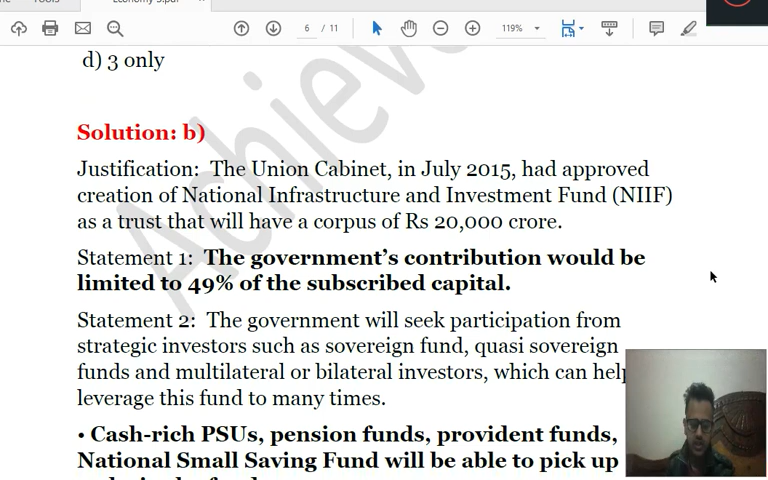 Tools
6 / 11
119%
d) 3 only
Achiev
Solution: b)
Justification: The Union Cabinet, in July 2015, had approved
creation of National Infrastructure and Investment Fund (NIIF)
as a trust that will have a corpus of Rs 20,000 crore.
Statement 1: The government’s contribution would be
limited to 49% of the subscribed capital.
Statement 2: The government will seek participation from
strategic investors such as sovereign fund, quasi sovereign
funds and multilateral or bilateral investors, which can help
leverage this fund to many times.
• Cash-rich PSUs, pension funds, provident funds,
National Small Saving Fund will be able to pick up